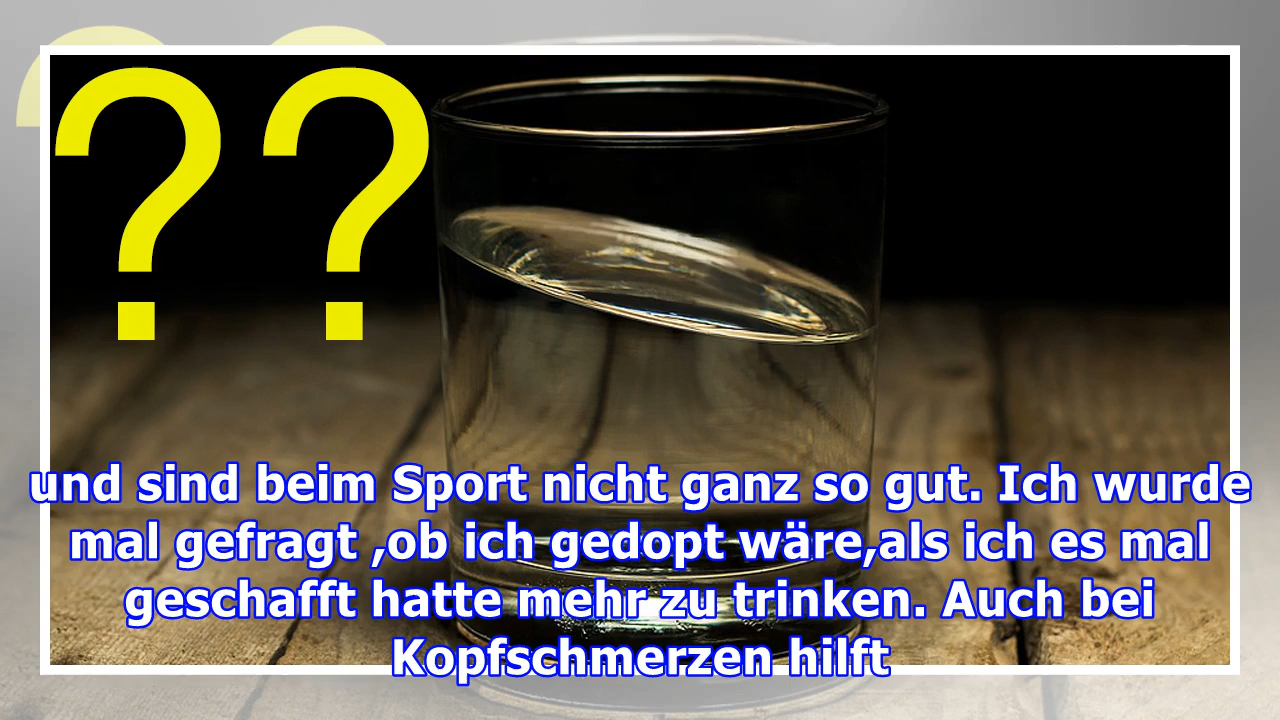 ??
und sind beim Sport nicht ganz so gut. Ich wurde
mal gefragt ,ob ich gedopt wäre,als ich es mal
geschafft hatte mehr zu trinken. Auch bei
Kopfschmerzen hilft